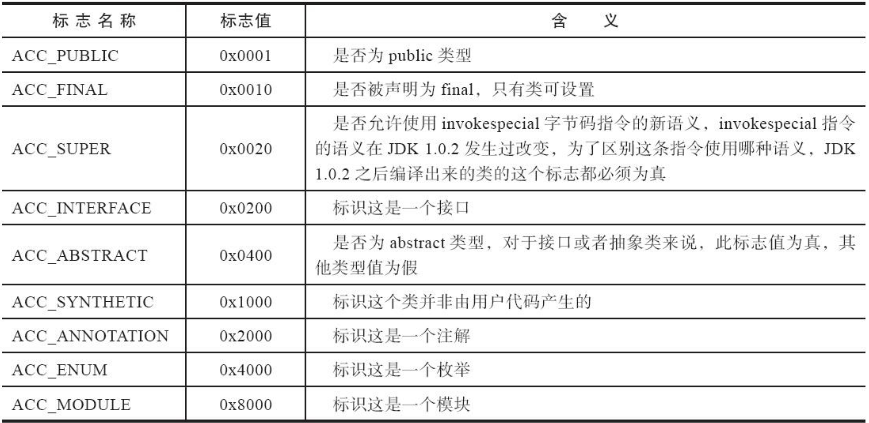 标志名称 标志值 含 义
ACC_PUBLIC 0x0001 是否为 public 类型
ACC_FINAL 0x0010 是否被声明为 final，只有类可设置
ACC_SUPER 0x0020 是否允许使用 invokespecial 字节码指令的新语义，invokespecial 指令
的语义在 JDK 1.0.2 发生过改变，为了区别这条指令使用哪种语义，JDK
1.0.2 之后编译出来的类的这个标志都必须为真
ACC_INTERFACE 0x0200 标识这是一个接口
ACC_ABSTRACT 0x0400 是否为 abstract 类型，对于接口或者抽象类来说，此标志值为真，其
他类型值为假
ACC_SYNTHETIC 0x1000 标识这个类并非由用户代码产生的
ACC_ANNOTATION 0x2000 标识这是一个注解
ACC_ENUM 0x4000 标识这是一个枚举
ACC_MODULE 0x8000 标识这是一个模块